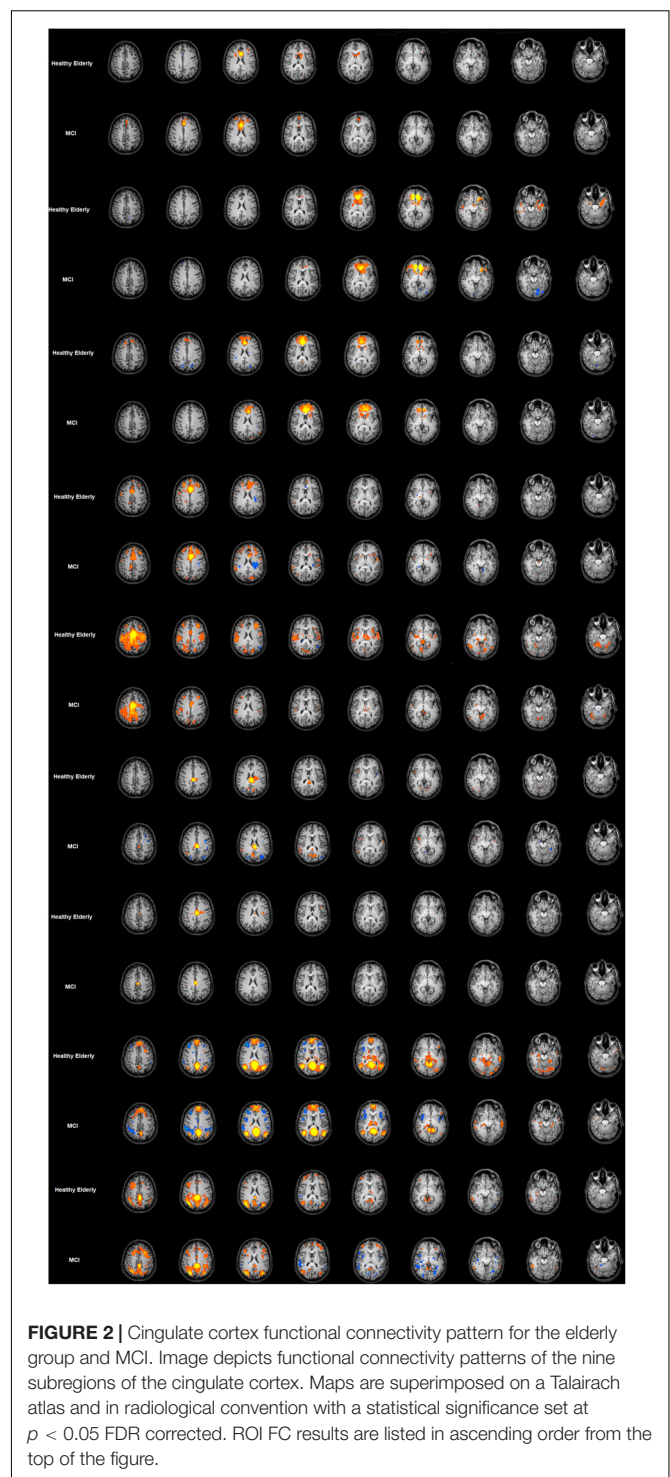 Healthy Elderly
MCI
Healthy Elderly
MCI
Healthy Elderly
MCI
Healthy Elderly
MCI
Healthy Elderly
MCI
Healthy Elderly
MCI
Healthy Elderly
MCI
Healthy Elderly
MCI
Healthy Elderly
MCI
FIGURE 2 | Cingulate cortex functional connectivity pattern for the elderly
group and MCI. Image depicts functional connectivity patterns of the nine
subregions of the cingulate cortex. Maps are superimposed on a Talairach
atlas and in radiological convention with a statistical significance set at
p < 0.05 FDR corrected. ROI FC results are listed in ascending order from the
top of the figure.